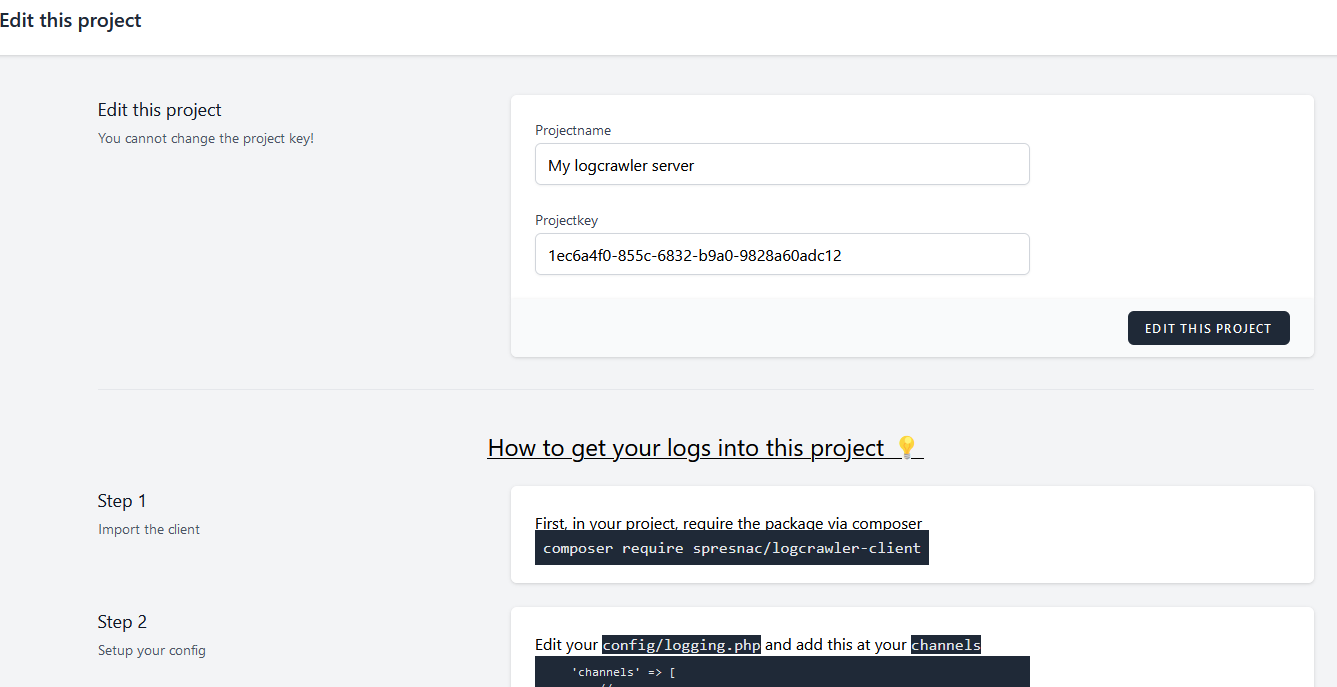 Edit this project
Edit this project
You cannot change the project key!
Projectname
My logcrawler server
Projectkey
1ec6a4f0-855c-6832-b9a0-9828a60adc12
EDIT THIS PROJECT
How to get your logs into this project 💡
Step 1
Import the client
First, in your project, require the package via composer
composer require spresnac/logcrawler-client
Step 2
Setup your config
Edit your config/logging.php and add this at your channels
'channels' => [